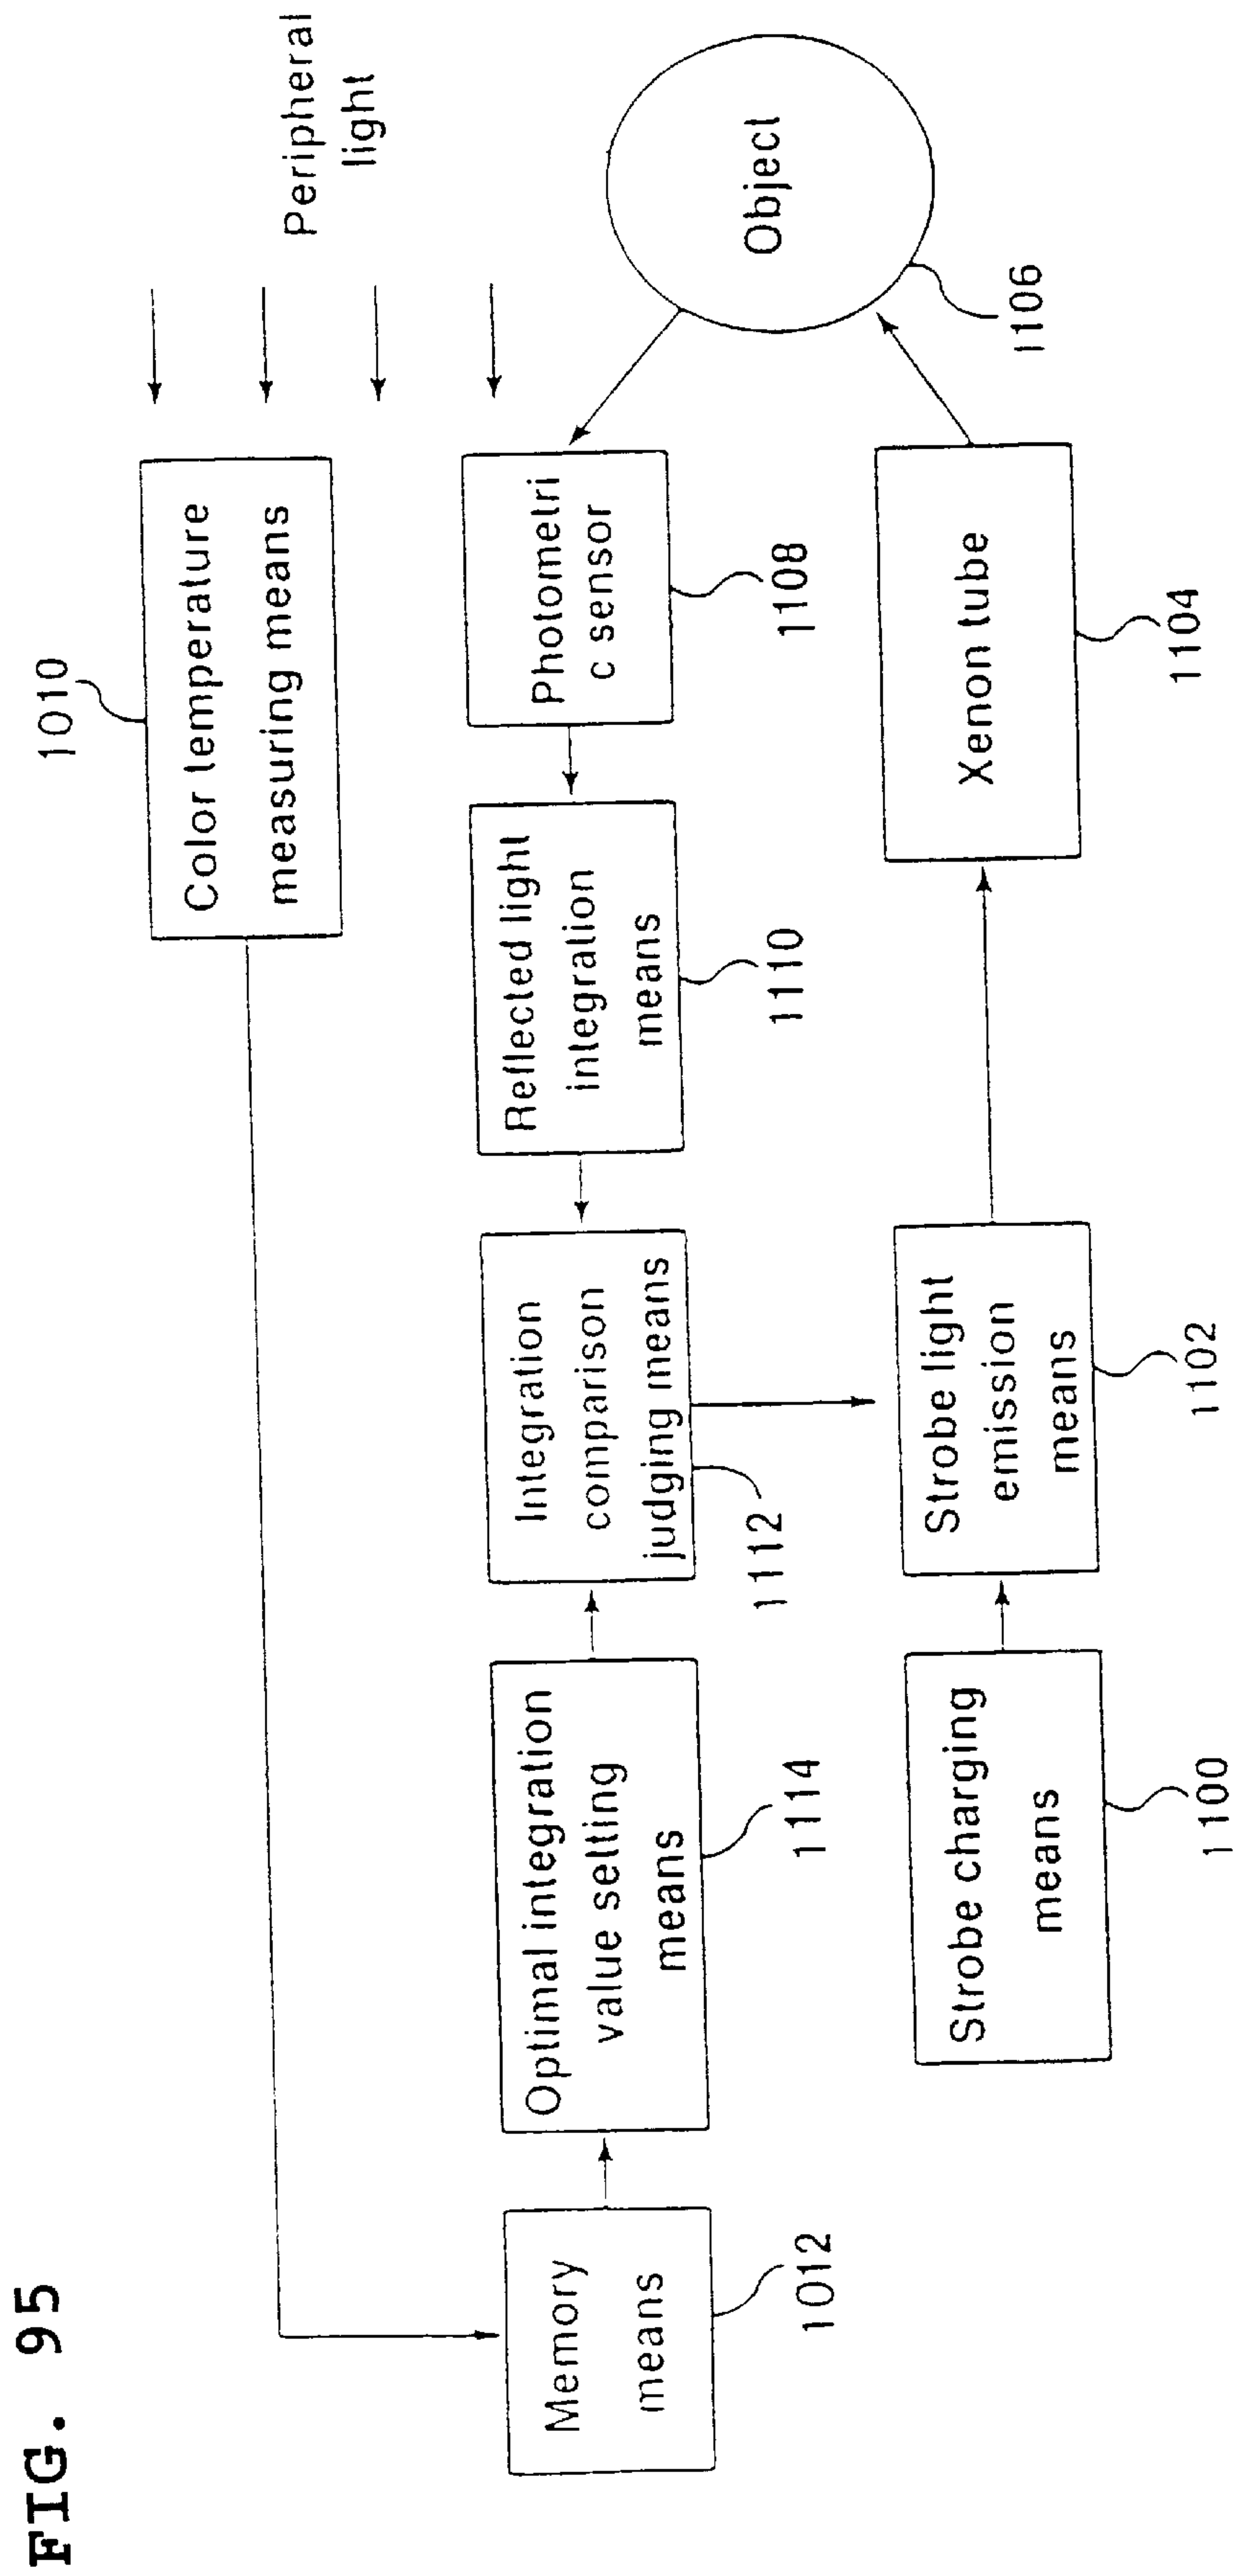 FIG. 95
1010
Color temperature
measuring means
Peripheral
light
Memory
means
1012
Optimal integration
value setting
means
1114
Integration
comparison
judging means
1112
Reflected light
integration
means
1110
Photometri
c sensor
1108
Object
1106
Strobe charging
means
1100
Strobe light
emission
means
1102
Xenon tube
1104